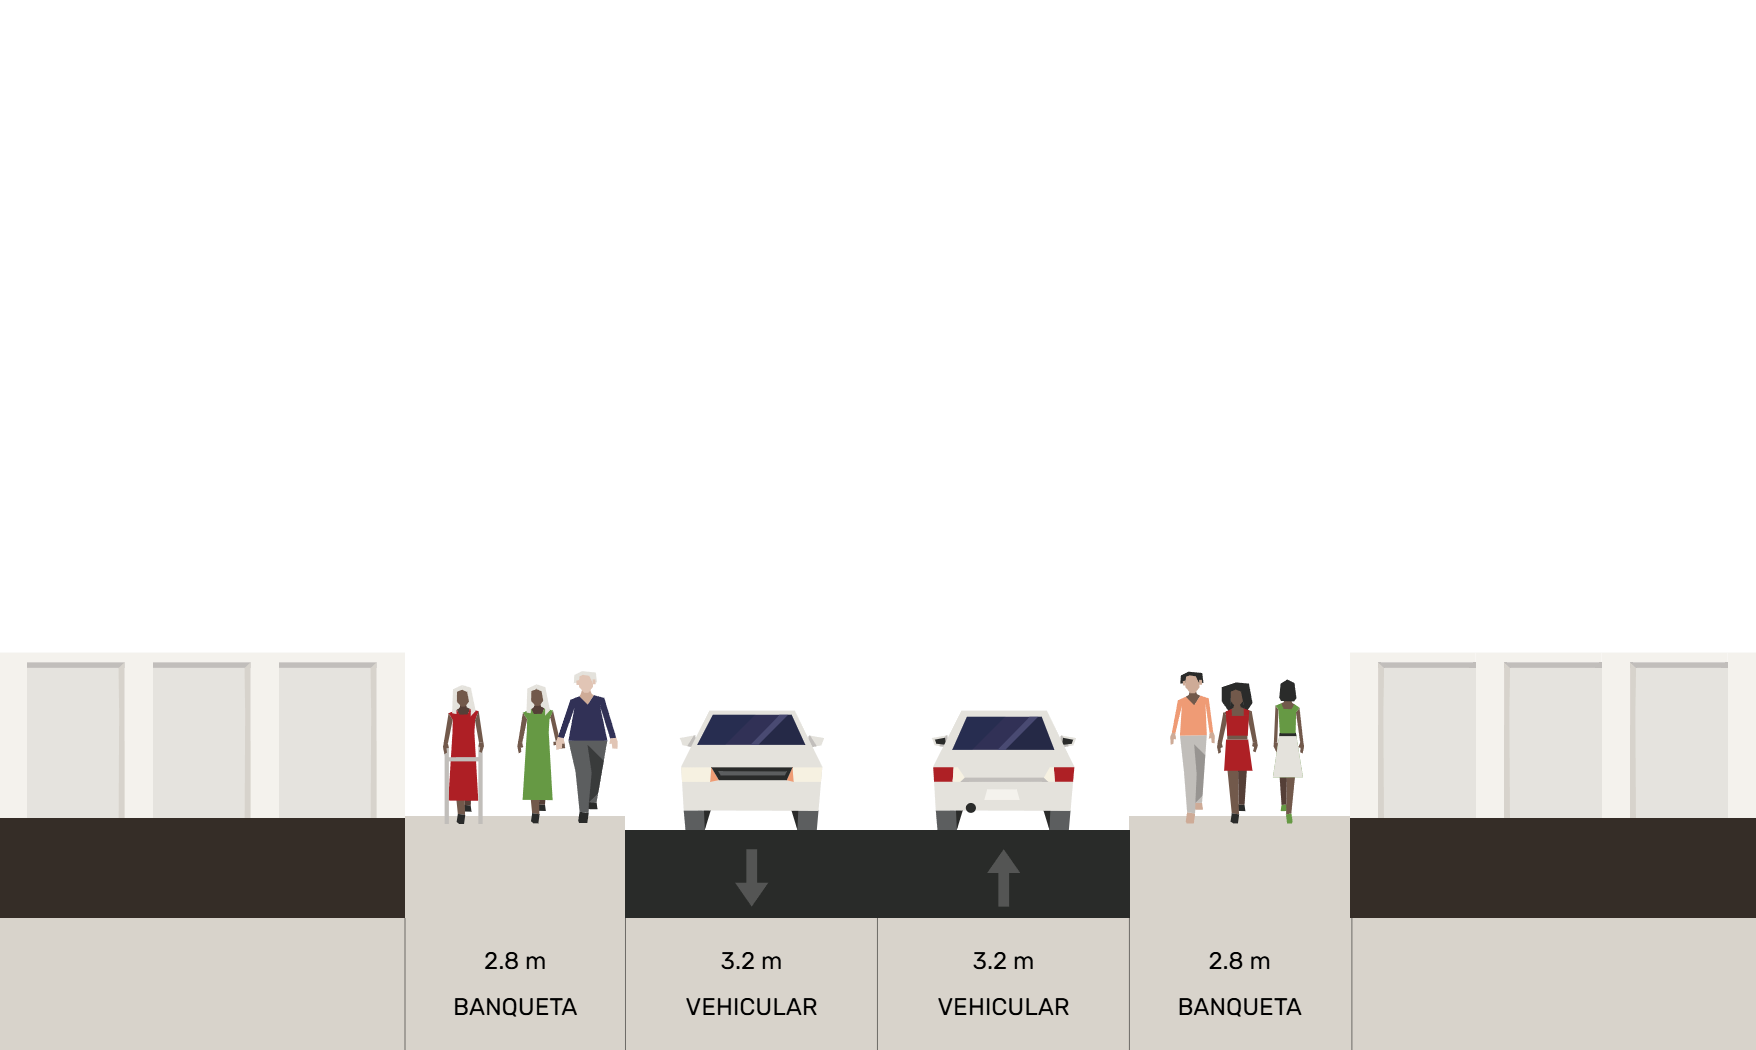 2.8 m
BANQUETA
3.2 m
VEHICULAR
3.2 m
VEHICULAR
2.8 m
BANQUETA